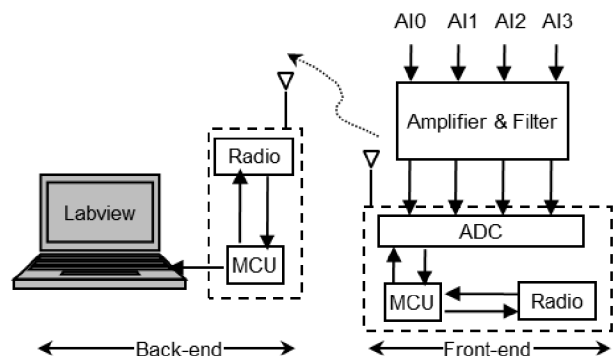 AI0 AI1 AI2 AI3
Amplifier & Filter
Radio
Labview
ADC
MCU
MCU
Radio
Back-end
Front-end